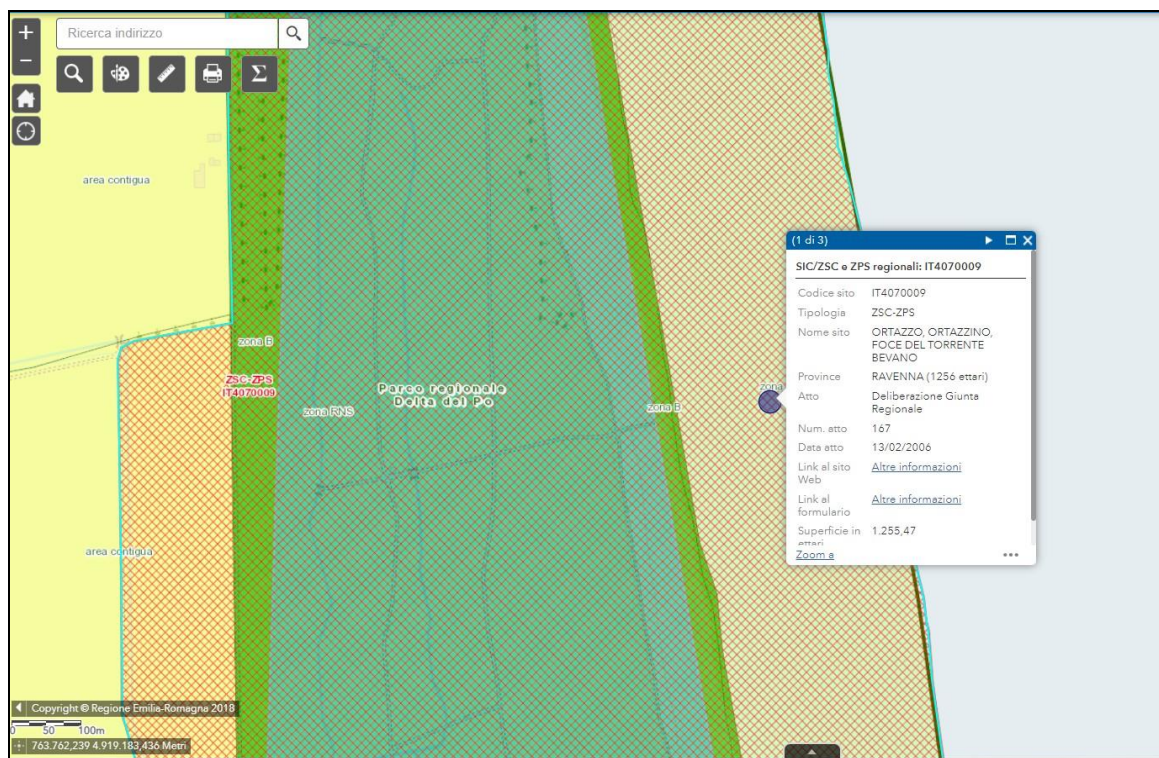 +
Ricerca indirizzo
−
Σ
area contigua
zona B
ZSC-ZPS
IT4070009
zona RNS
Parco regionale
Delta del Po
zona B
zona
area contigua
(1 di 3)
SIC/ZSC e ZPS regionali: IT4070009
Codice sito IT4070009
Tipologia ZSC-ZPS
Nome sito ORTAZZO, ORTAZZINO,
FOCE DEL TORRENTE
BEVANO
Province RAVENNA (1256 ettari)
Atto Deliberazione Giunta
Regionale
Num. atto 167
Data atto 13/02/2006
Link al sito Altre informazioni
Web
Link al Altre informazioni
formulario
Superficie in 1.255,47
ettari
Zoom a
Copyright © Regione Emilia-Romagna 2018
0 50 100m
763.762,239 4.919.183,436 Metri